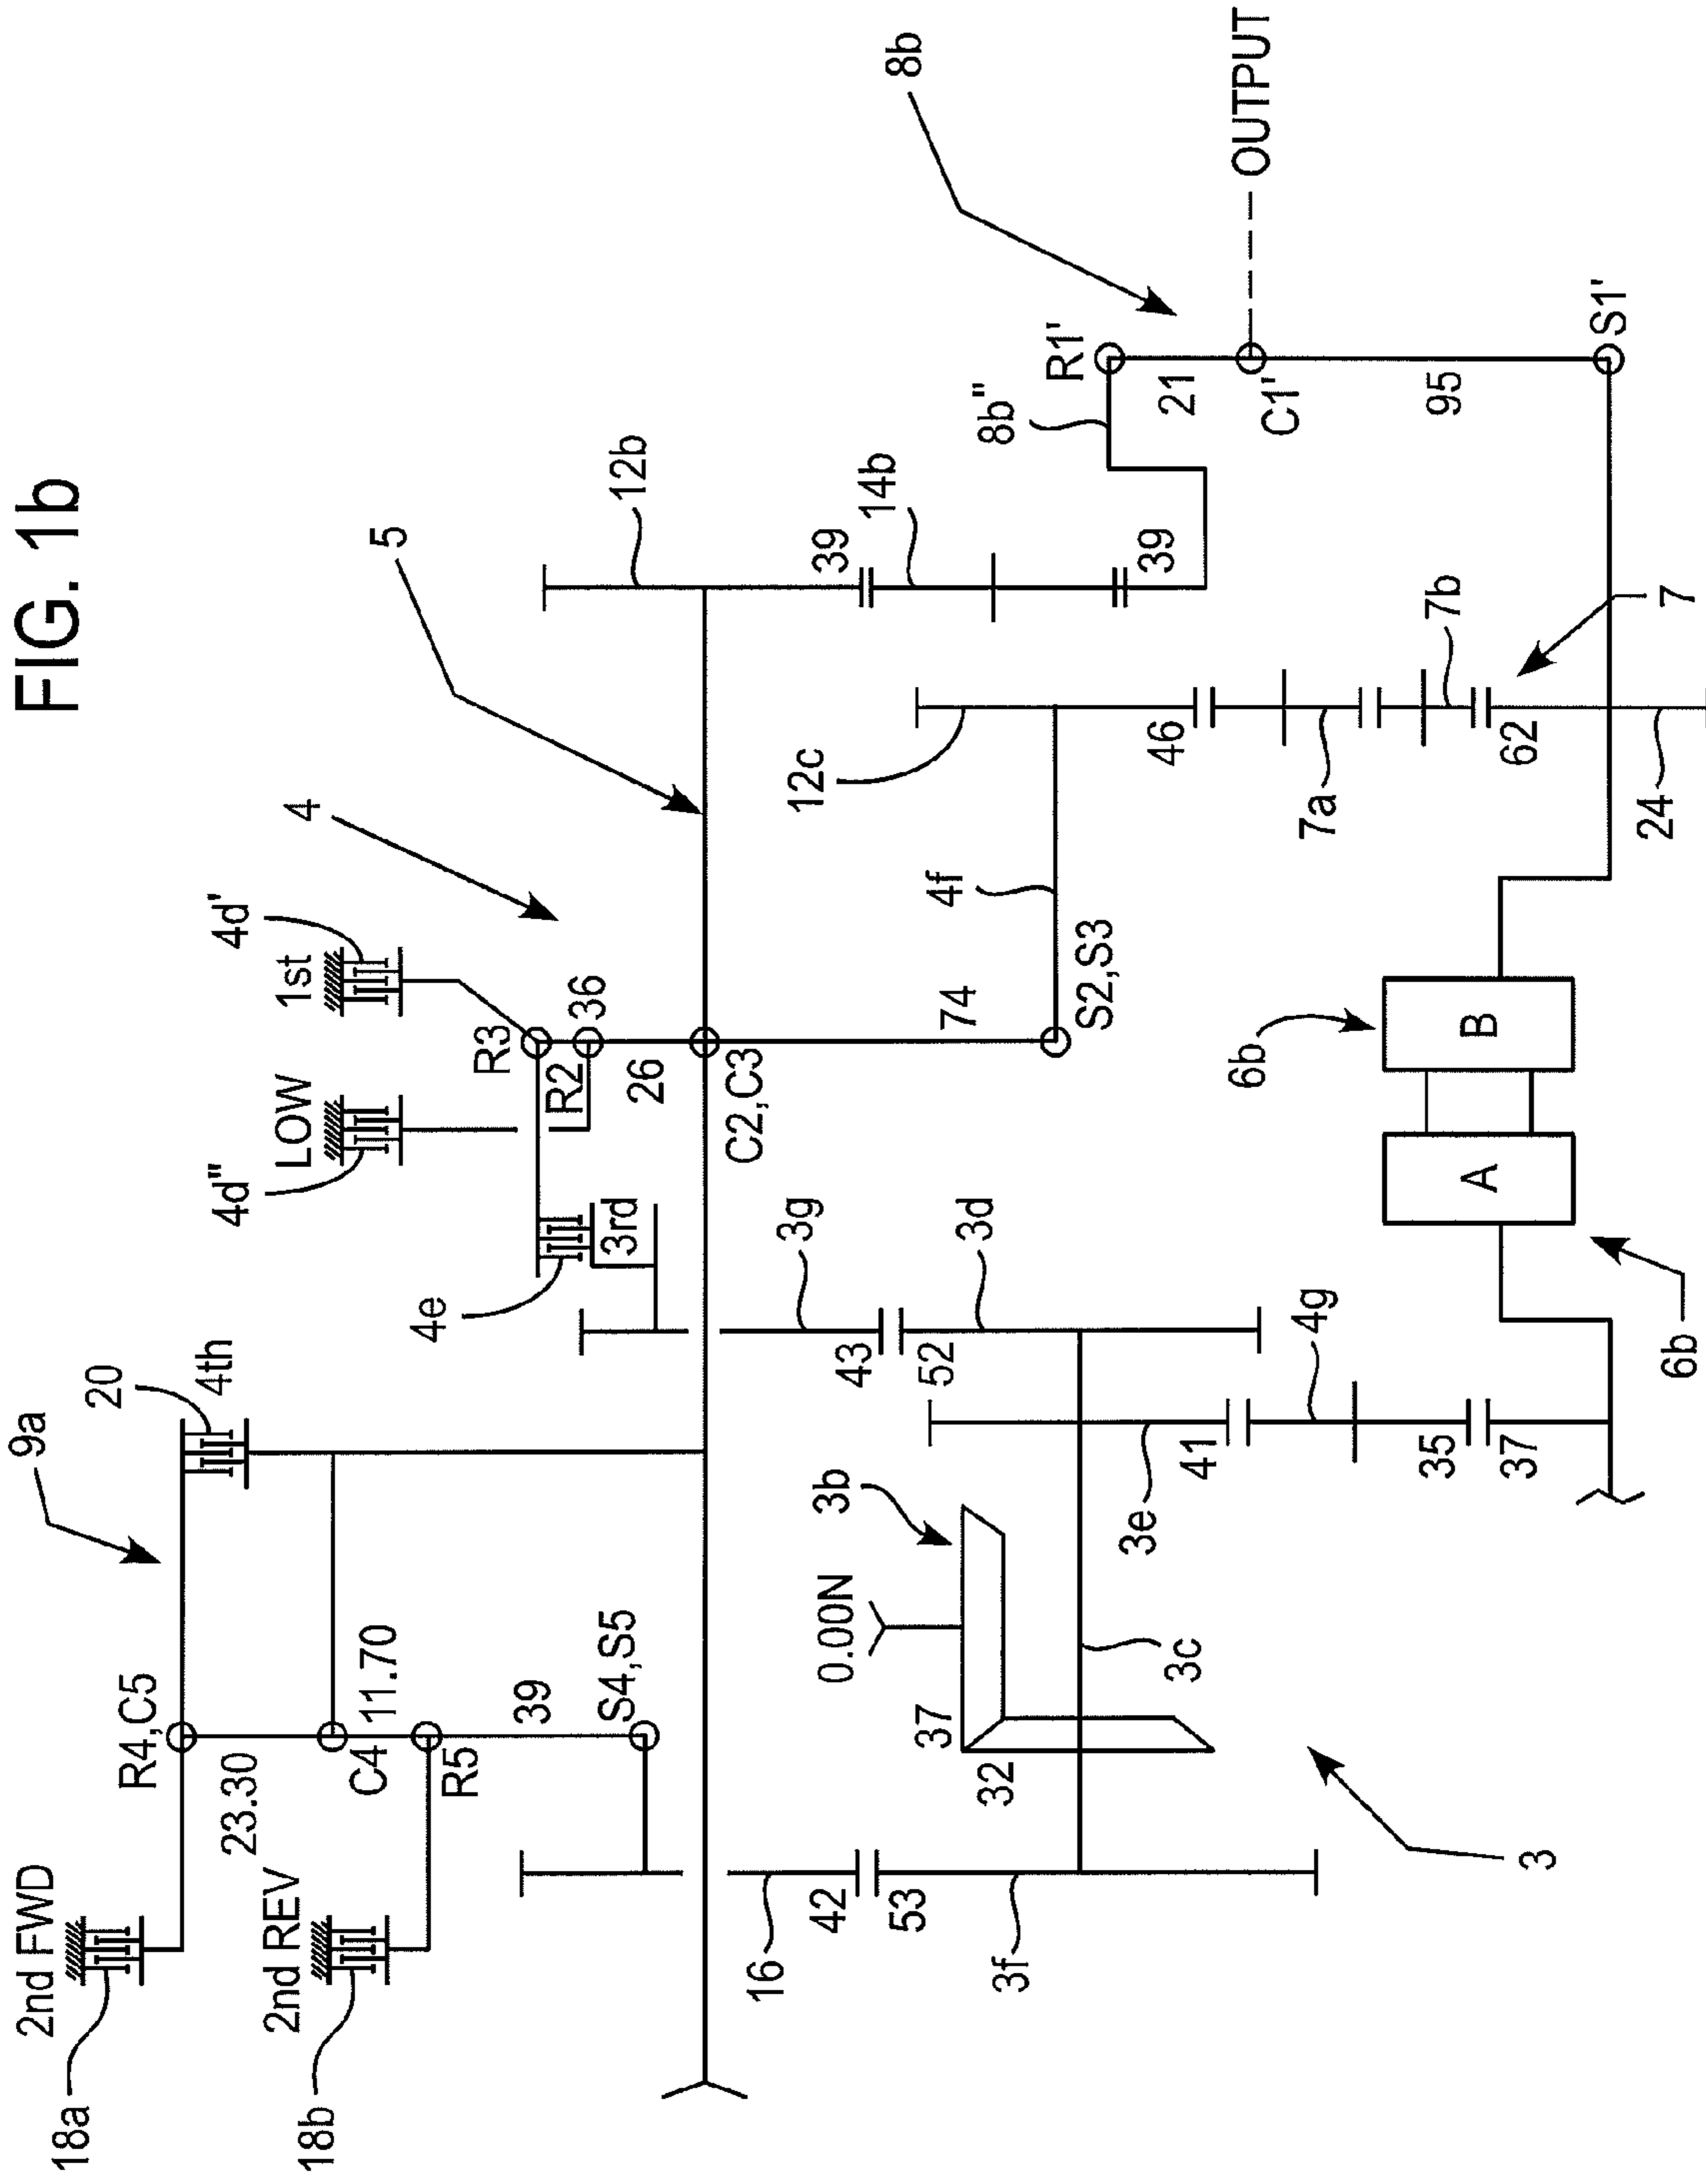 FIG. 1b
18a
2nd FWD
R4,C5
9a
20
4th
23.30
C4
11.70
18b
2nd REV
R5
39
S4,S5
4e
3rd
4d"
LOW
R3
R2
1st
4d'
4
36
26
C2,C3
74
S2,S3
4f
5
12b
39
14b
39
8b"
R1'
21
C1'
95
S1'
8b
OUTPUT
16
42
53
3f
3
37
32
0.00N
3b
3c
3e
3g
43
52
3d
41
4g
35
37
12c
46
7a
7b
62
7
24
A
B
6b
6b